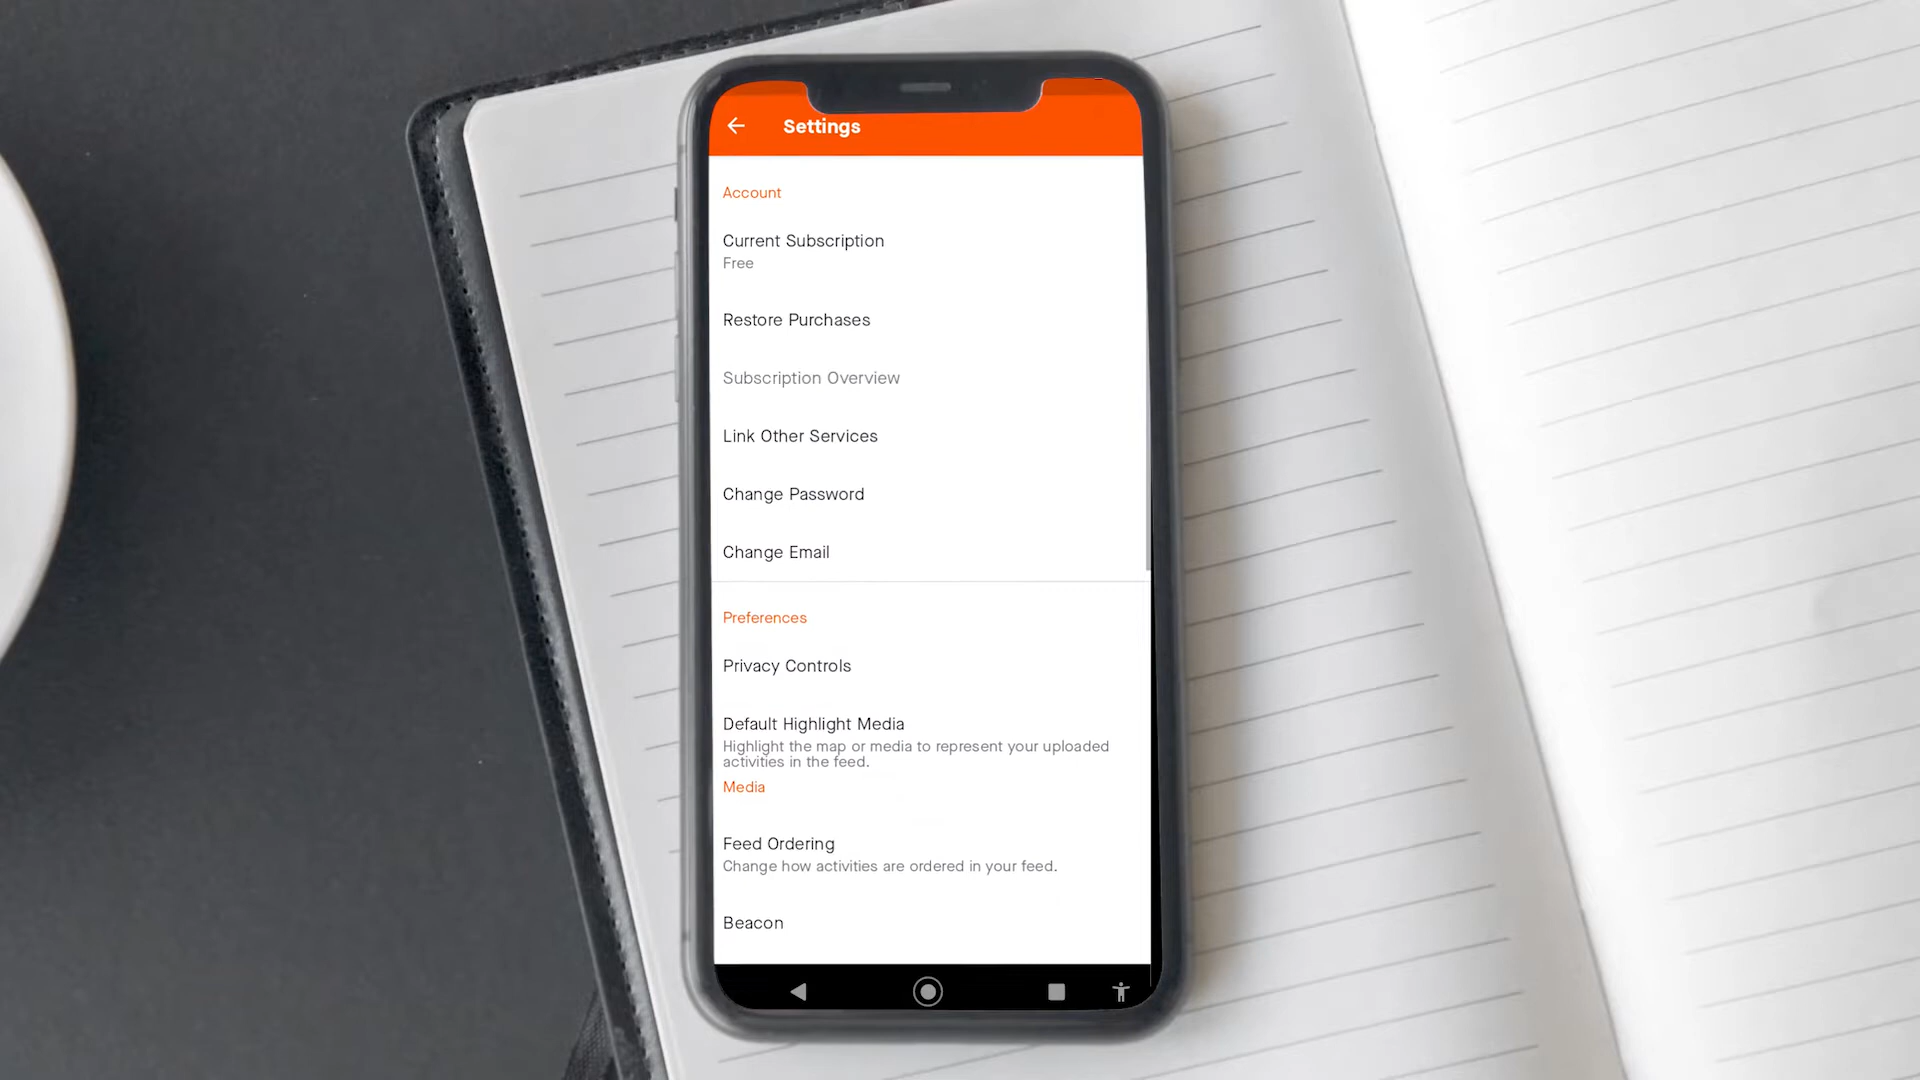 Settings
Account
Current Subscription
Free
Restore Purchases
Subscription Overview
Link Other Services
Change Password
Change Email
Preferences
Privacy Controls
Default Highlight Media
Highlight the map or media to represent your uploaded
activities in the feed.
Media
Feed Ordering
Change how activities are ordered in your feed.
Beacon